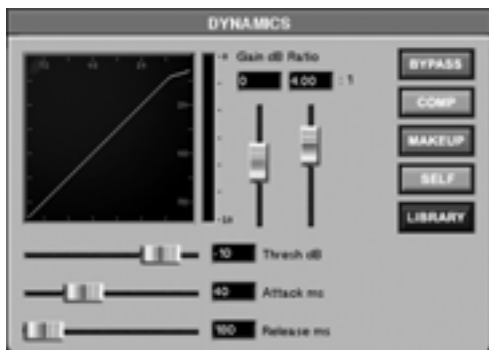 DYNAMICS
Gain dB Ratio
0 4.00 : 1
BYPASS
COMP
MAKEUP
SELF
LIBRARY
-10 Thresh dB
40 Attack ms
180 Release ms